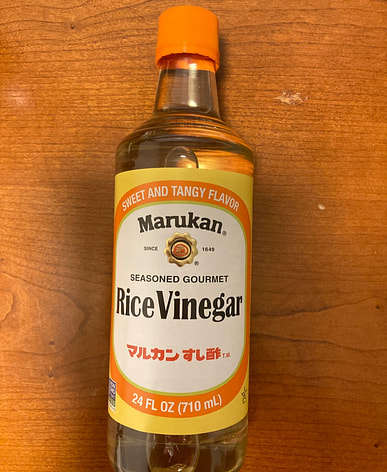 SWEET AND TANGY FLAVOR
Marukan®
SINCE 1649
®
SEASONED GOURMET
Rice Vinegar
マルカン すし酢 T.M.
24 FL OZ (710 mL)